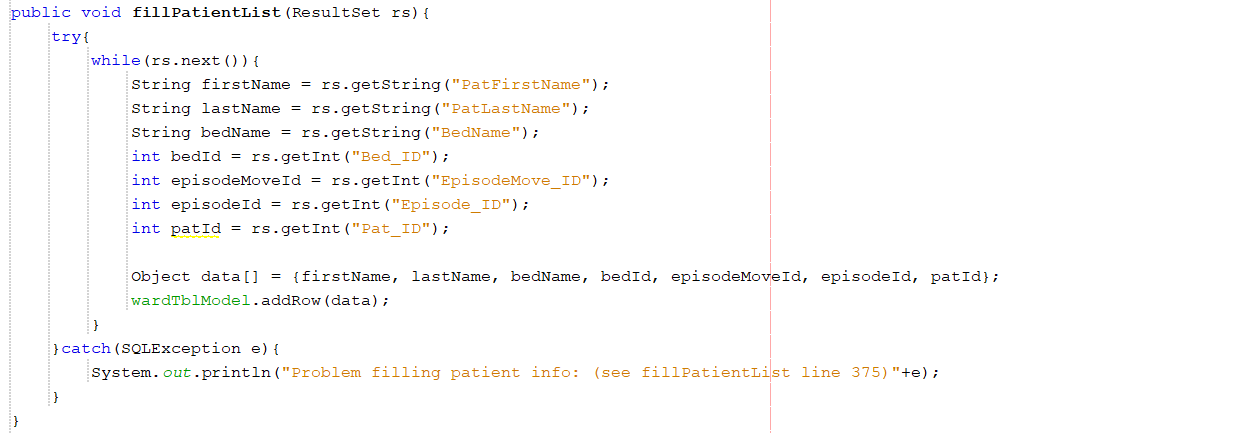 public void fillPatientList(ResultSet rs){
try{
while(rs.next()){
String firstName = rs.getString("PatFirstName");
String lastName = rs.getString("PatLastName");
String bedName = rs.getString("BedName");
int bedId = rs.getInt("Bed_ID");
int episodeMoveId = rs.getInt("EpisodeMove_ID");
int episodeId = rs.getInt("Episode_ID");
int patId = rs.getInt("Pat_ID");
Object data[] = {firstName, lastName, bedName, bedId, episodeMoveId, episodeId, patId};
wardTblModel.addRow(data);
}
}catch(SQLException e){
System.out.println("Problem filling patient info: (see fillPatientList line 375)"+e);
}
}